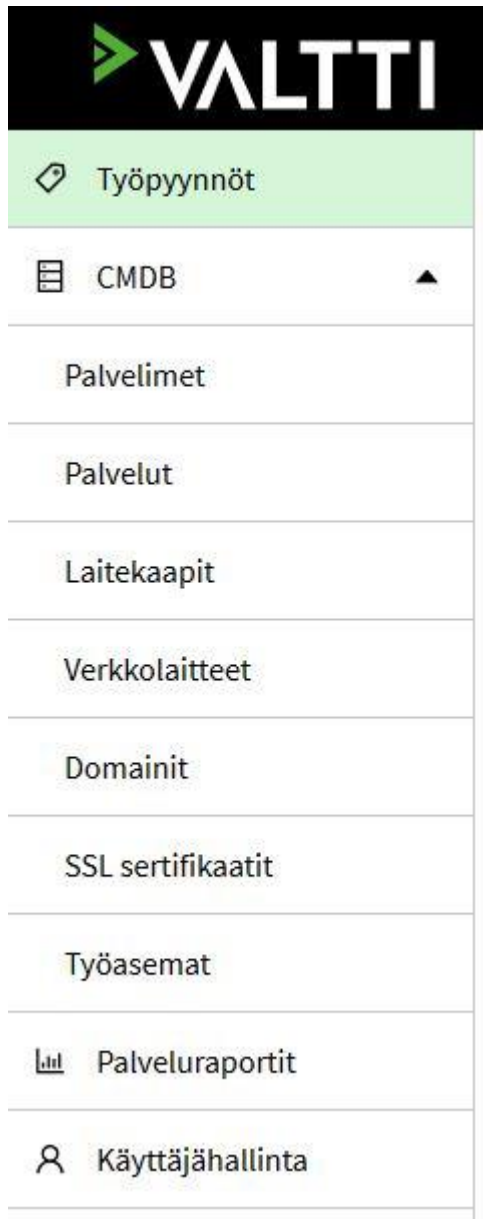 VALTTI
Työpyynnöt
CMDB
Palvelimet
Palvelut
Laitekaapit
Verkkolaitteet
Domainit
SSL sertifikaatit
Työasemat
Palveluraportit
Käyttäjähallinta